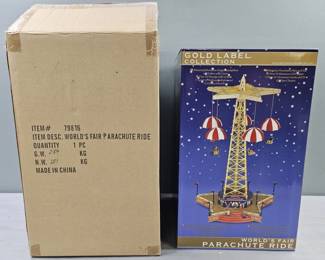 ITEM# 79816
ITEM DESC. WORLD'S FAIR PARACHUTE RIDE
QUANTITY 1 PC
G.W. KG
N.W. KG
MADE IN CHINA
GOLD LABEL
COLLECTION
WORLD'S FAIR
PARACHUTE RIDE